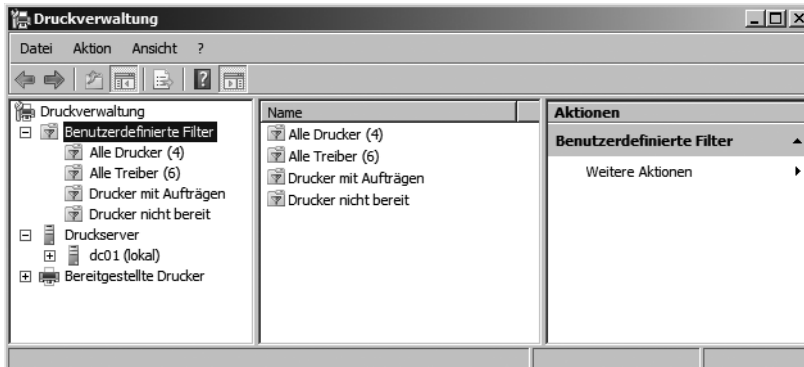 Druckverwaltung
Datei Aktion Ansicht ?
Druckverwaltung
Benutzerdefinierte Filter
Alle Drucker (4)
Alle Treiber (6)
Drucker mit Aufträgen
Drucker nicht bereit
Druckserver
dc01 (lokal)
Bereitgestellte Drucker
Name
Alle Drucker (4)
Alle Treiber (6)
Drucker mit Aufträgen
Drucker nicht bereit
Aktionen
Benutzerdefinierte Filter
Weitere Aktionen